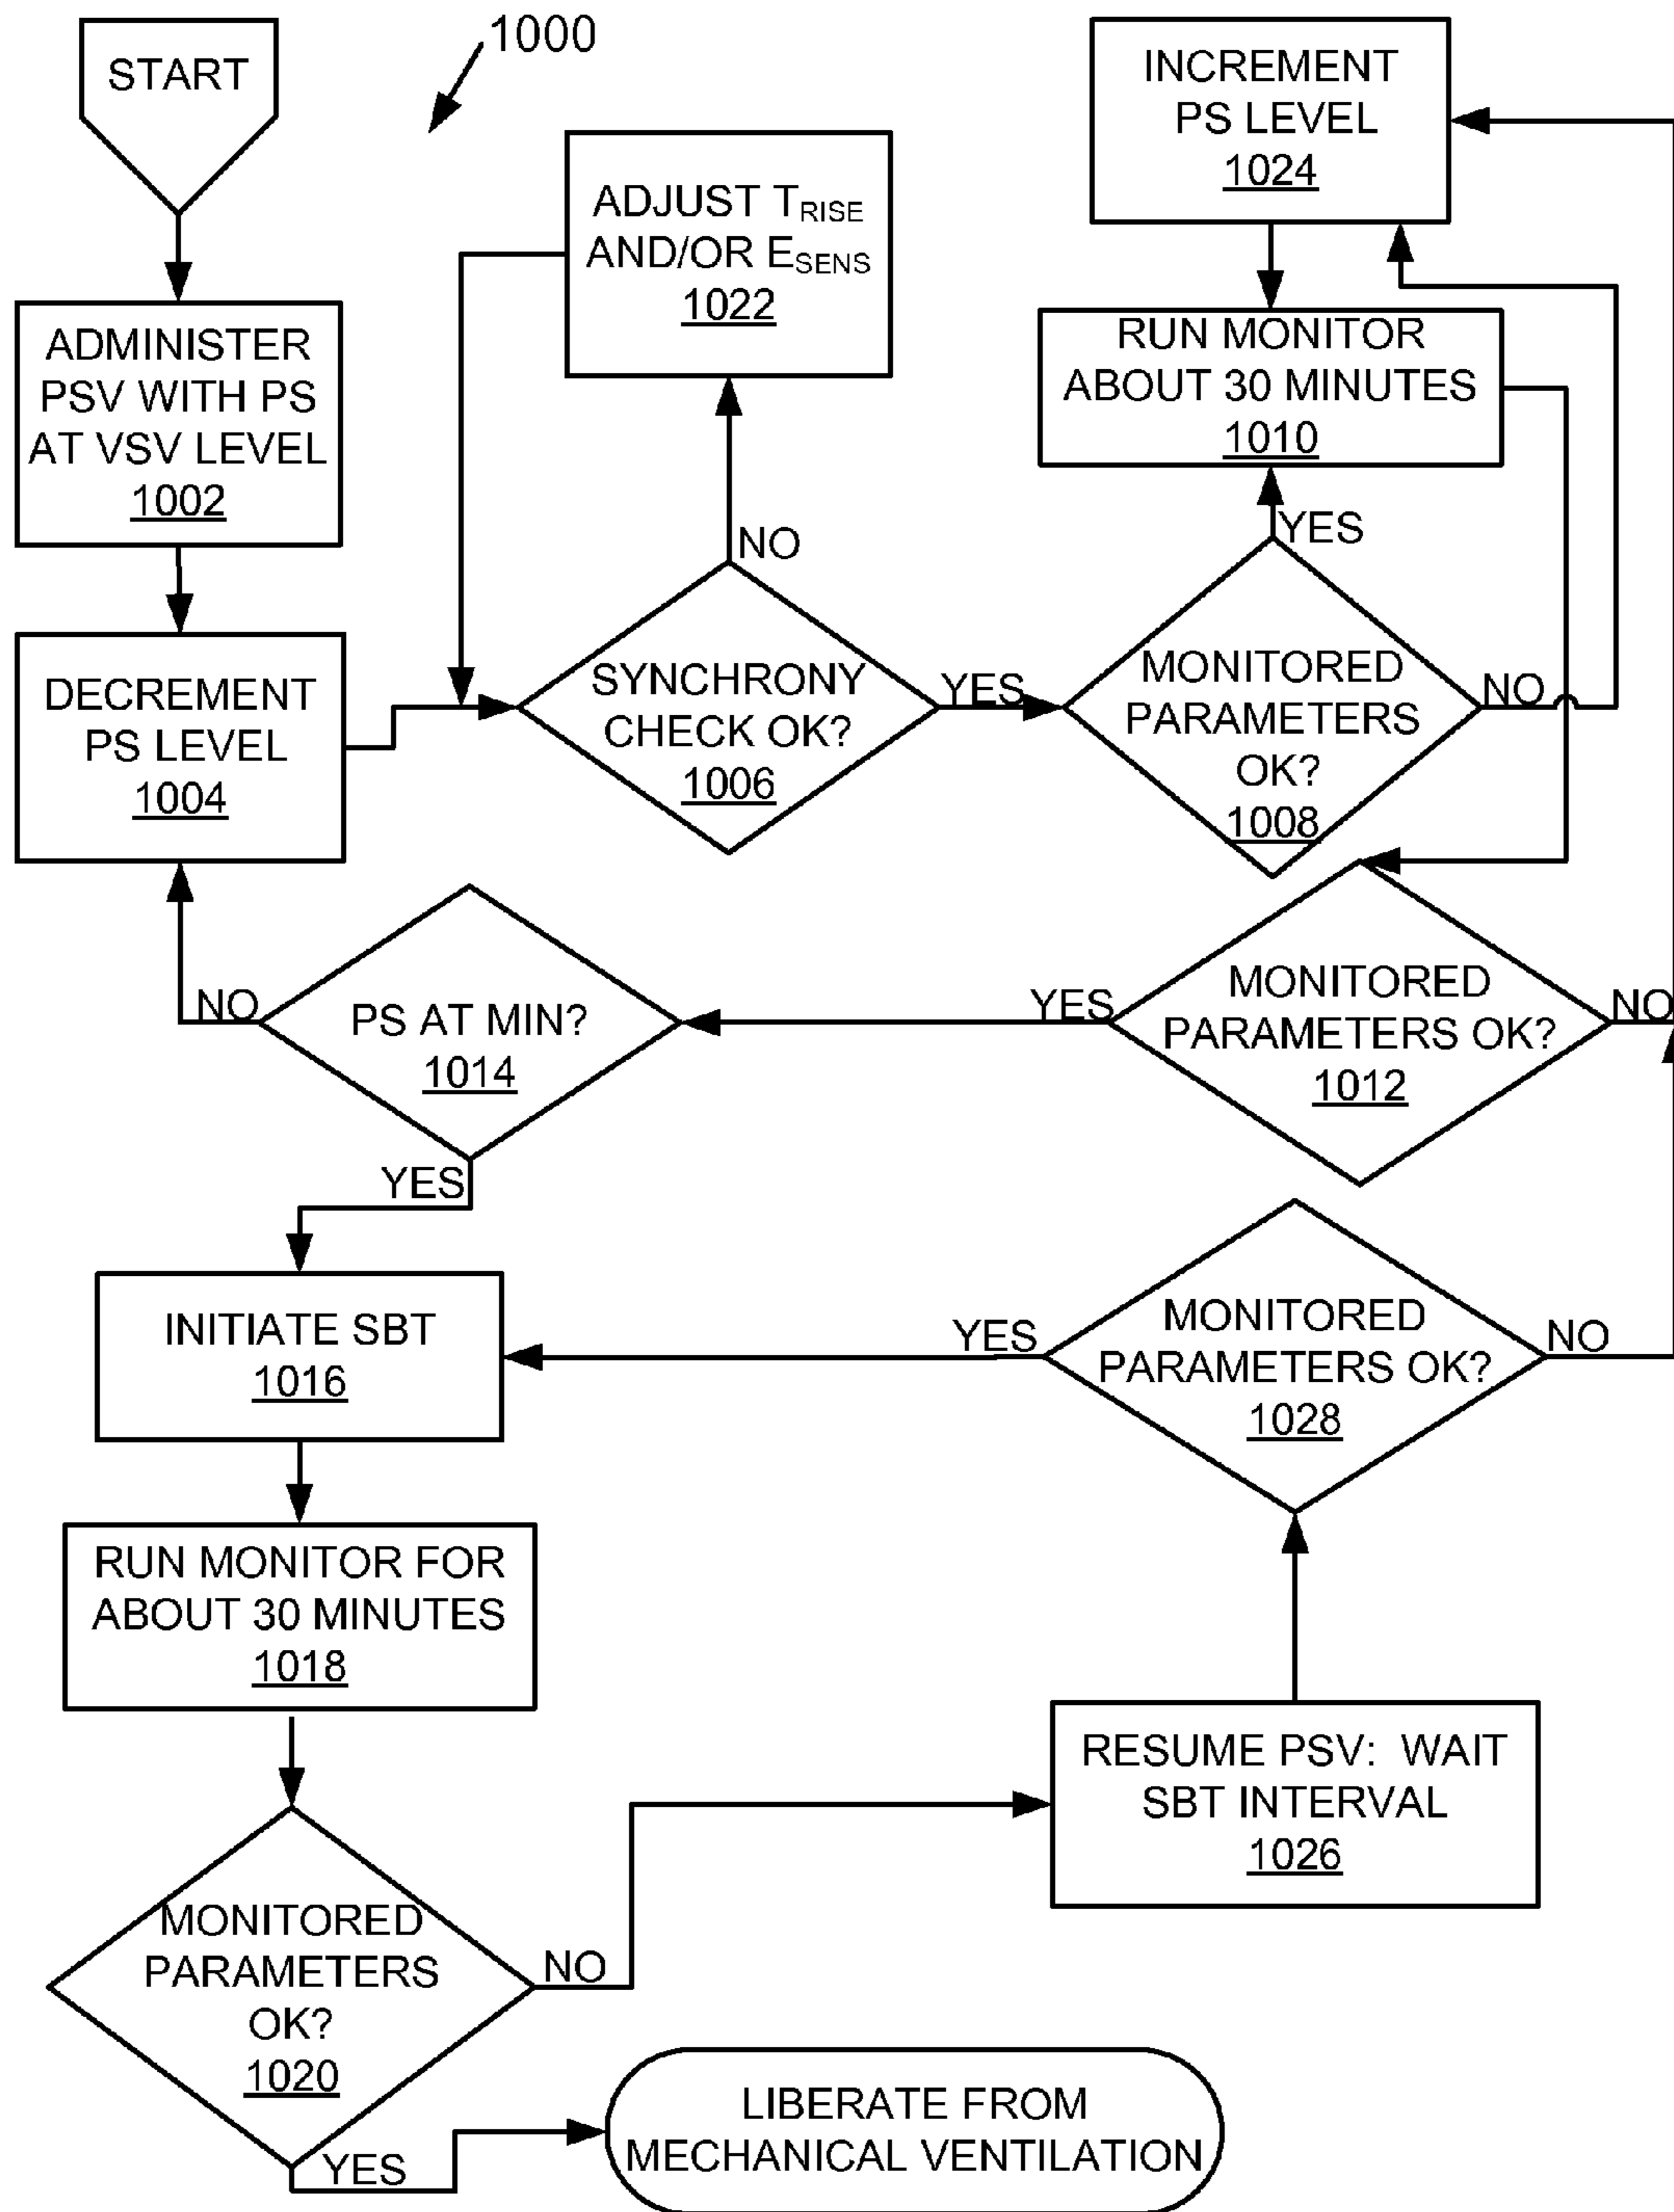 START
1000
INCREMENT
PS LEVEL
1024
ADJUST TRISE
AND/OR ESENS
1022
ADMINISTER
PSV WITH PS
AT VSV LEVEL
1002
RUN MONITOR
ABOUT 30 MINUTES
1010
NO
YES
DECREMENT
PS LEVEL
1004
SYNCHRONY
CHECK OK?
1006
YES
MONITORED
PARAMETERS
OK?
1008
NO
NO
PS AT MIN?
1014
YES
MONITORED
PARAMETERS OK?
1012
NO
YES
INITIATE SBT
1016
YES
MONITORED
PARAMETERS OK?
1028
NO
RUN MONITOR FOR
ABOUT 30 MINUTES
1018
RESUME PSV: WAIT
SBT INTERVAL
1026
MONITORED
PARAMETERS
OK?
1020
NO
YES
LIBERATE FROM
MECHANICAL VENTILATION